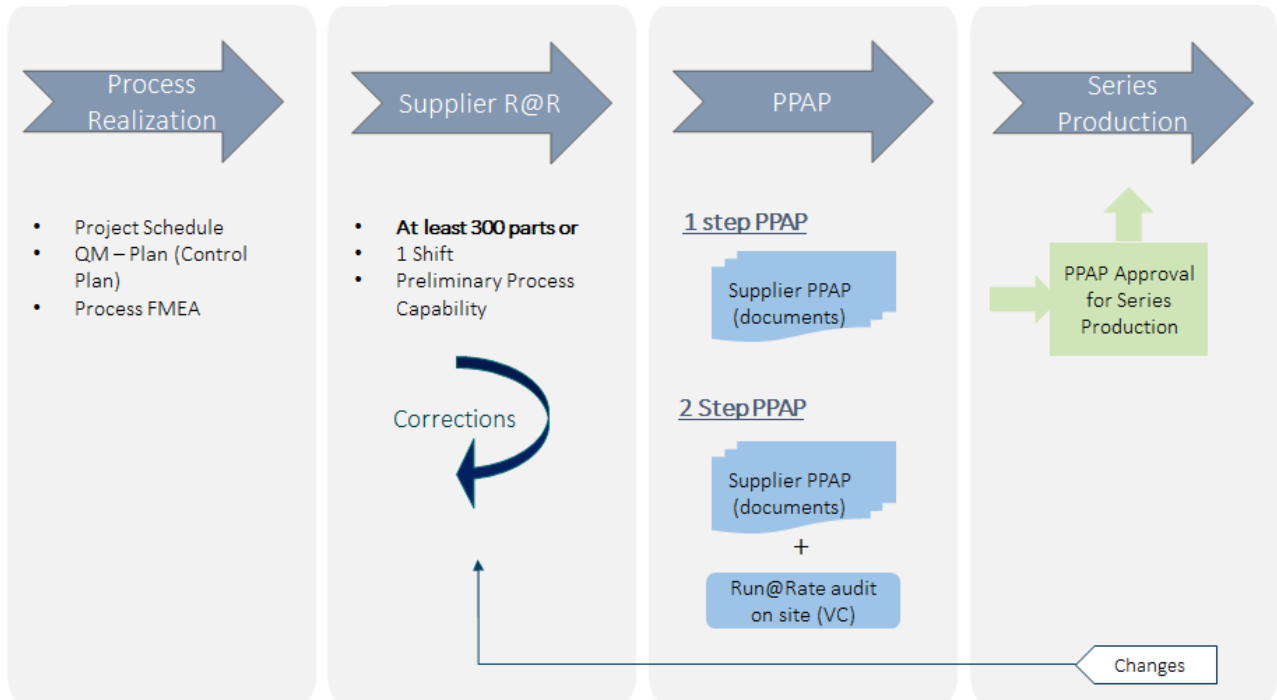 Process
Realization
Supplier R@R
PPAP
Series
Production
• Project Schedule
• QM – Plan (Control
Plan)
• Process FMEA
• At least 300 parts or
• 1 Shift
• Preliminary Process
Capability
Corrections
1 step PPAP
Supplier PPAP
(documents)
2 Step PPAP
Supplier PPAP
(documents)
+
Run@Rate audit
on site (VC)
PPAP Approval
for Series
Production
Changes